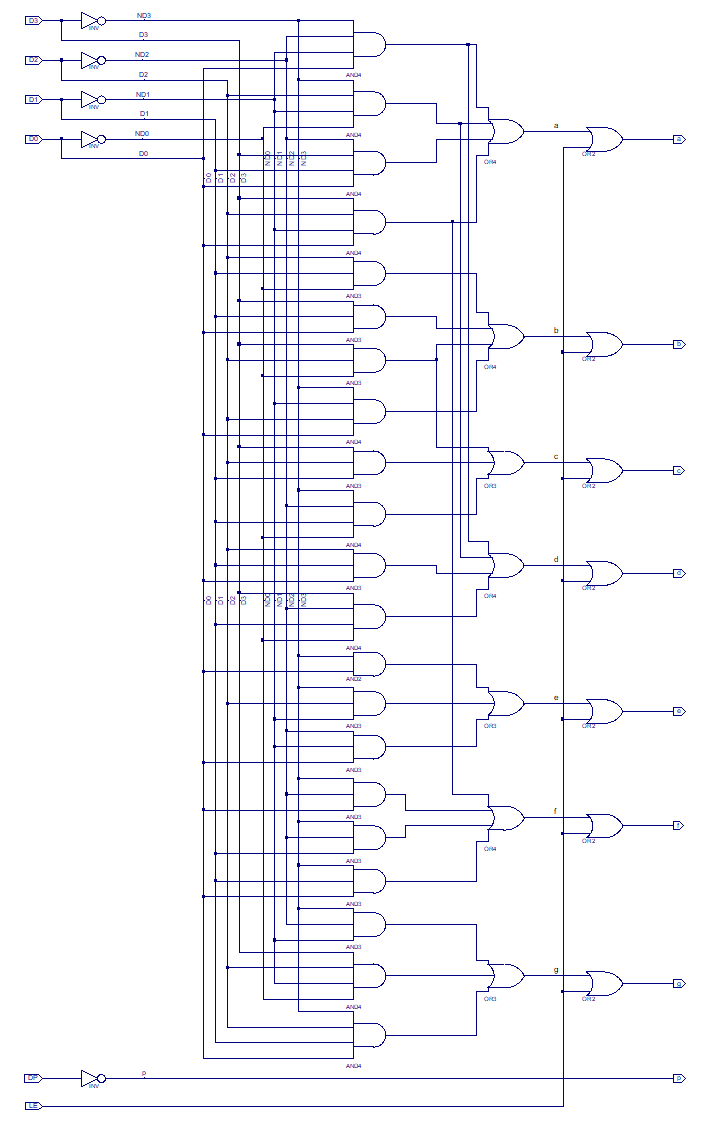 D3 INV ND3
D3
D2 INV ND2
D2
D1 INV ND1
D1
D0 INV ND0
D0
D0 D1 D2 D3 ND0 ND1 ND2 ND3
AND4
AND4
AND4
OR4 a OR2 a
AND4
AND3
AND3
OR4 b OR2 b
AND3
AND4
AND3
OR3 c OR2 c
AND4
AND3
OR4 d OR2 d
D0 D1 D2 D3 ND0 ND1 ND2 ND3
AND4
AND2
AND3
OR3 e OR2 e
AND3
AND3
OR4 f OR2 f
AND3
AND3
AND3
OR3 g OR2 g
AND4
AND4
DP INV p p
LE